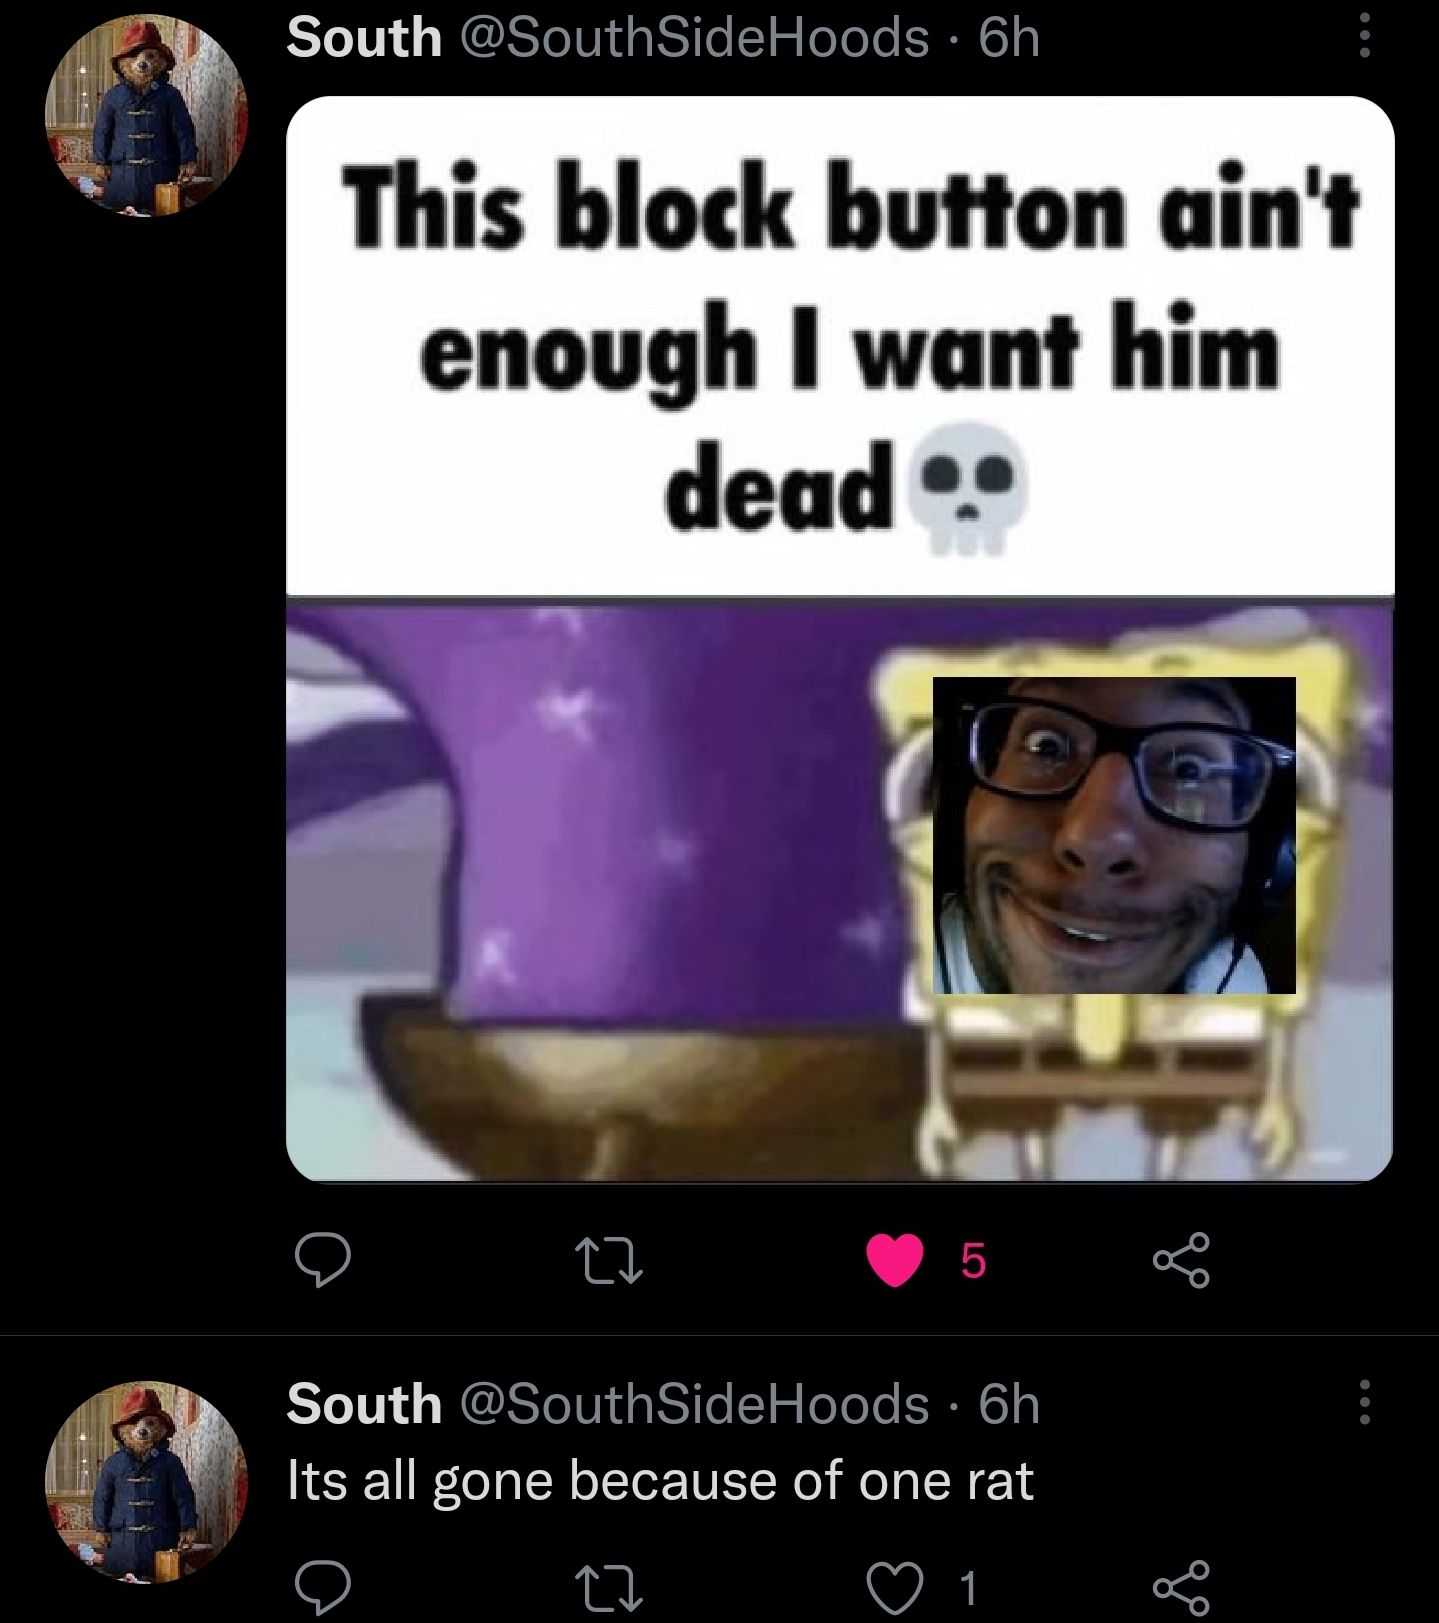 South @SouthSideHoods · 6h
This block button ain't
enough I want him
dead💀
5
South @SouthSideHoods · 6h
Its all gone because of one rat
1